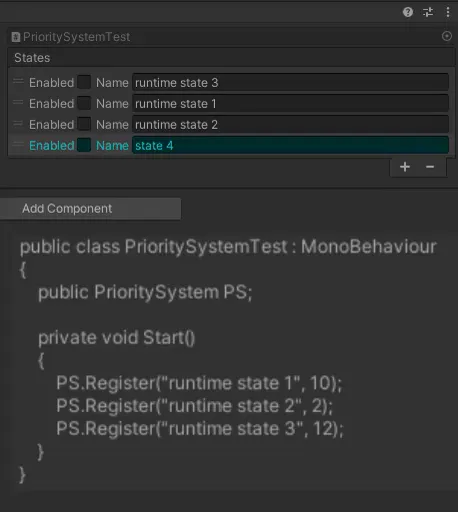 PrioritySystemTest
States
Enabled Name runtime state 3
Enabled Name runtime state 1
Enabled Name runtime state 2
Enabled Name state 4
+ −
Add Component
public class PrioritySystemTest : MonoBehaviour
{
public PrioritySystem PS;
private void Start()
{
PS.Register("runtime state 1", 10);
PS.Register("runtime state 2", 2);
PS.Register("runtime state 3", 12);
}
}